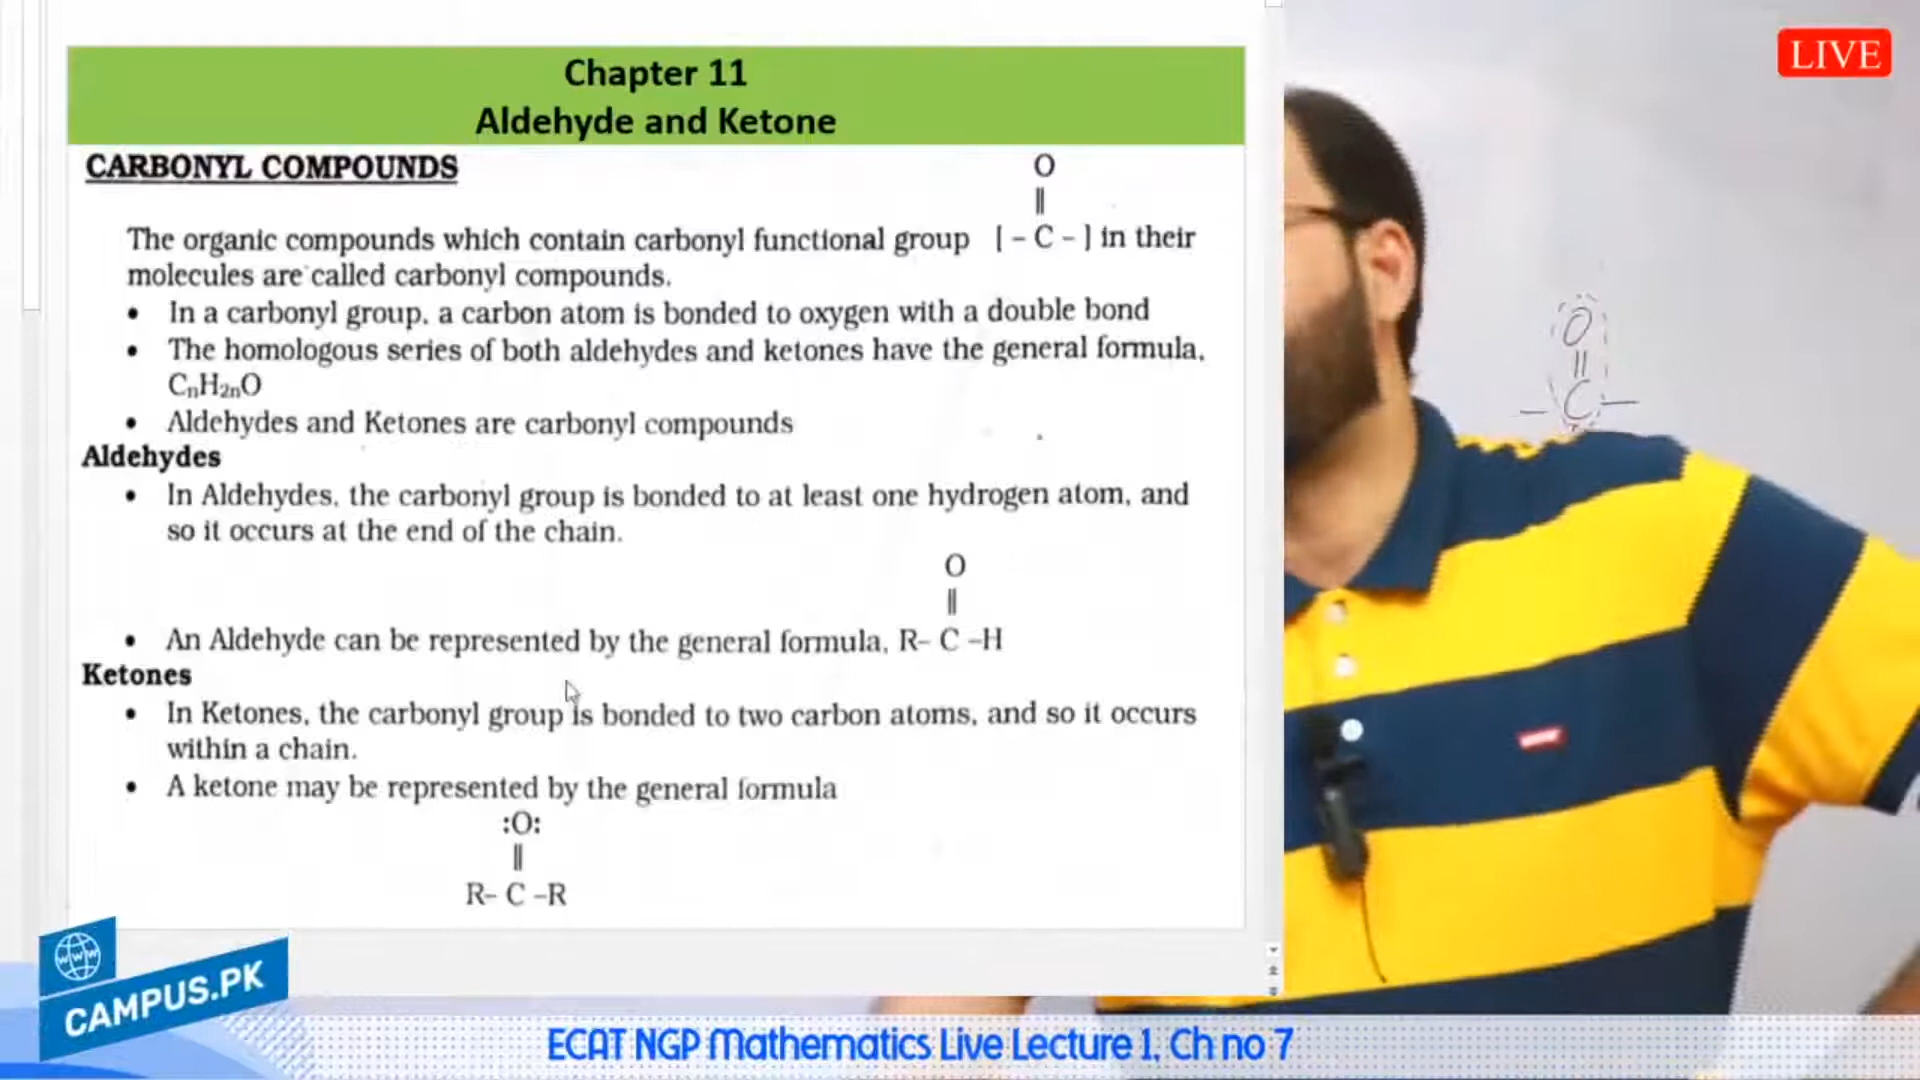 LIVE
Chapter 11
Aldehyde and Ketone
CARBONYL COMPOUNDS
O
||
The organic compounds which contain carbonyl functional group [ – C – ] in their
molecules are called carbonyl compounds.
• In a carbonyl group, a carbon atom is bonded to oxygen with a double bond
• The homologous series of both aldehydes and ketones have the general formula,
CₙH₂ₙO
• Aldehydes and Ketones are carbonyl compounds
Aldehydes
• In Aldehydes, the carbonyl group is bonded to at least one hydrogen atom, and
so it occurs at the end of the chain.
O
||
• An Aldehyde can be represented by the general formula, R– C –H
Ketones
• In Ketones, the carbonyl group is bonded to two carbon atoms, and so it occurs
within a chain.
• A ketone may be represented by the general formula
:O:
||
R– C –R
O
||
– C –
www
CAMPUS.PK
ECAT NGP Mathematics Live Lecture 1, Ch no 7